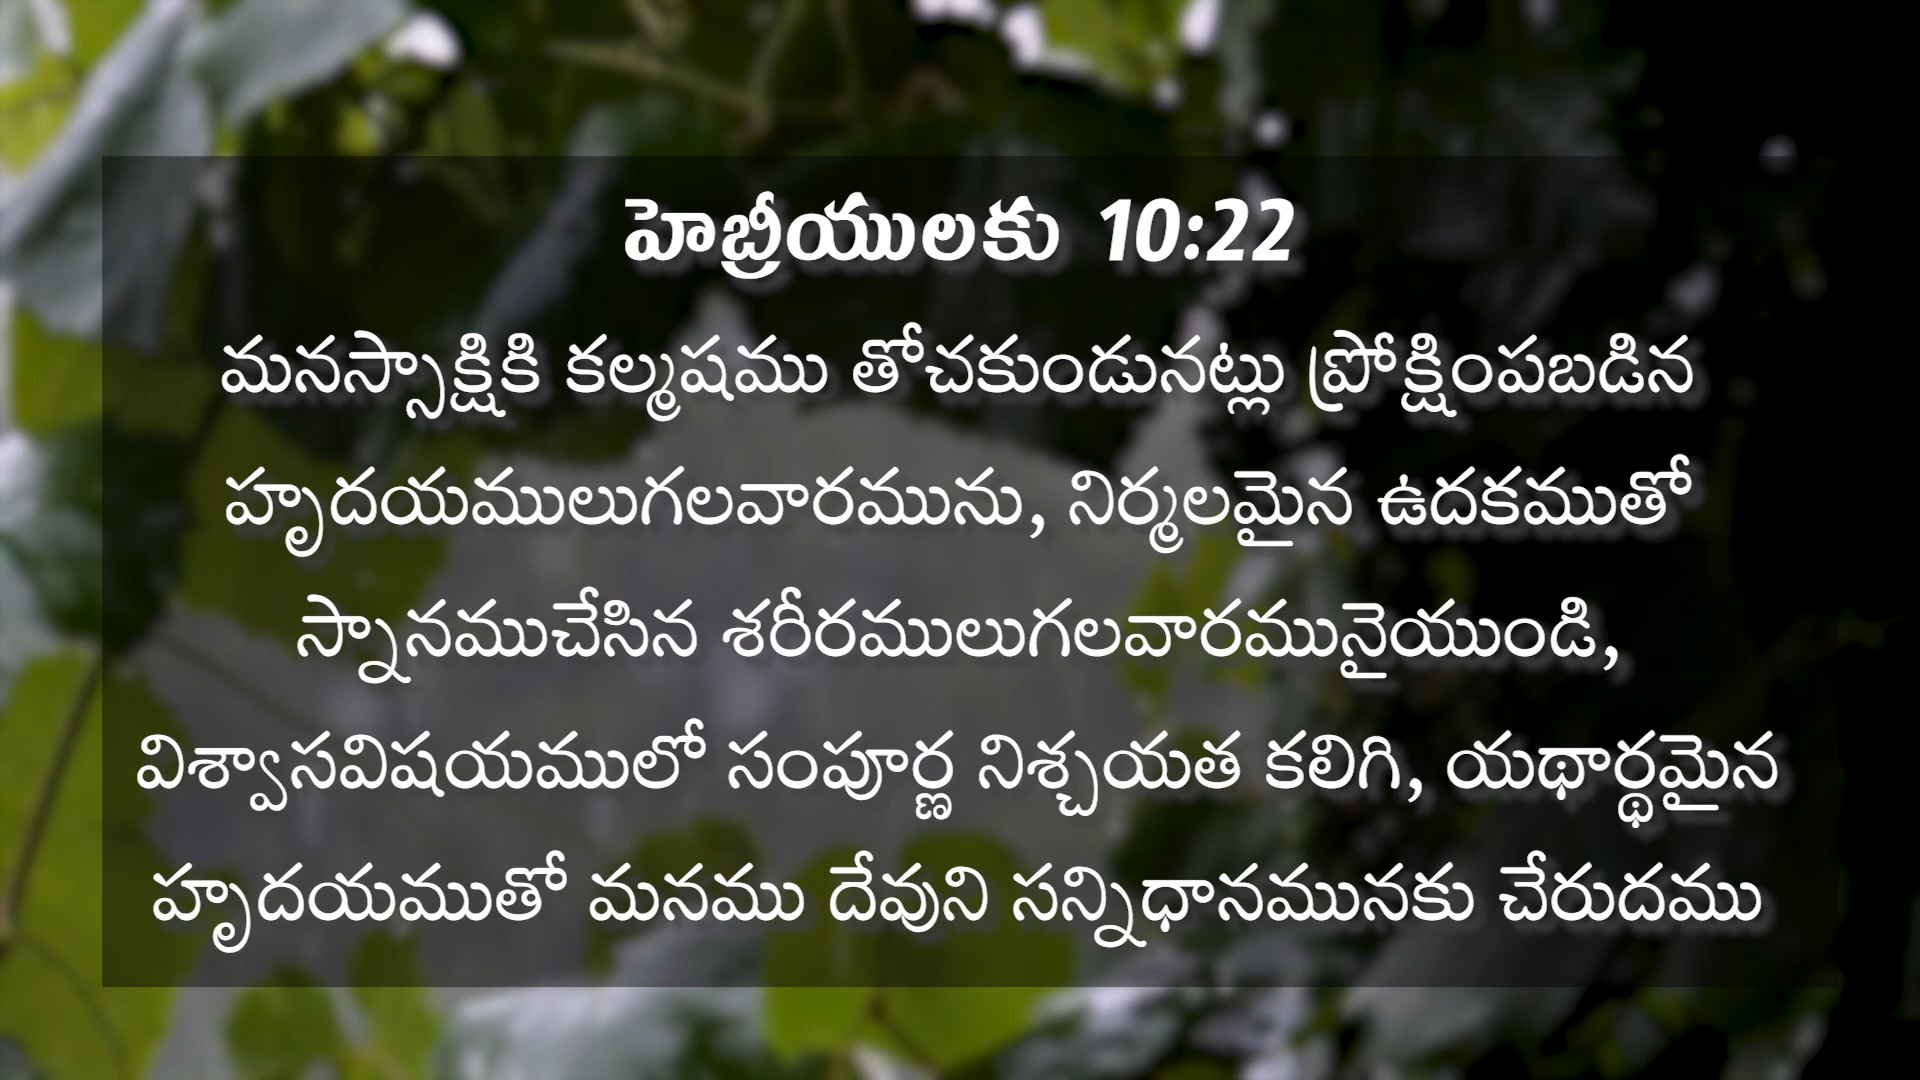 హెబ్రీయులకు 10:22
మనస్సాక్షికి కల్మషము తోచకుండునట్లు ప్రోక్షింపబడిన
హృదయములుగలవారమును, నిర్మలమైన ఉదకముతో
స్నానముచేసిన శరీరములుగలవారమునైయుండి,
విశ్వాసవిషయములో సంపూర్ణ నిశ్చయత కలిగి, యథార్థమైన
హృదయముతో మనము దేవుని సన్నిధానమునకు చేరుదము